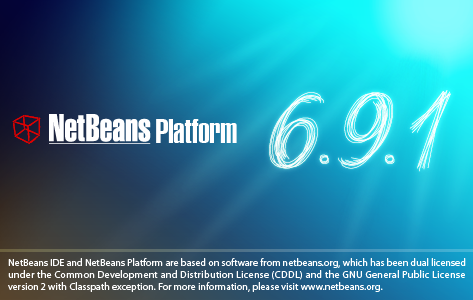 NetBeans Platform 6.9.1
NetBeans IDE and NetBeans Platform are based on software from netbeans.org, which has been dual licensed
under the Common Development and Distribution License (CDDL) and the GNU General Public License
version 2 with Classpath exception. For more information, please visit www.netbeans.org.